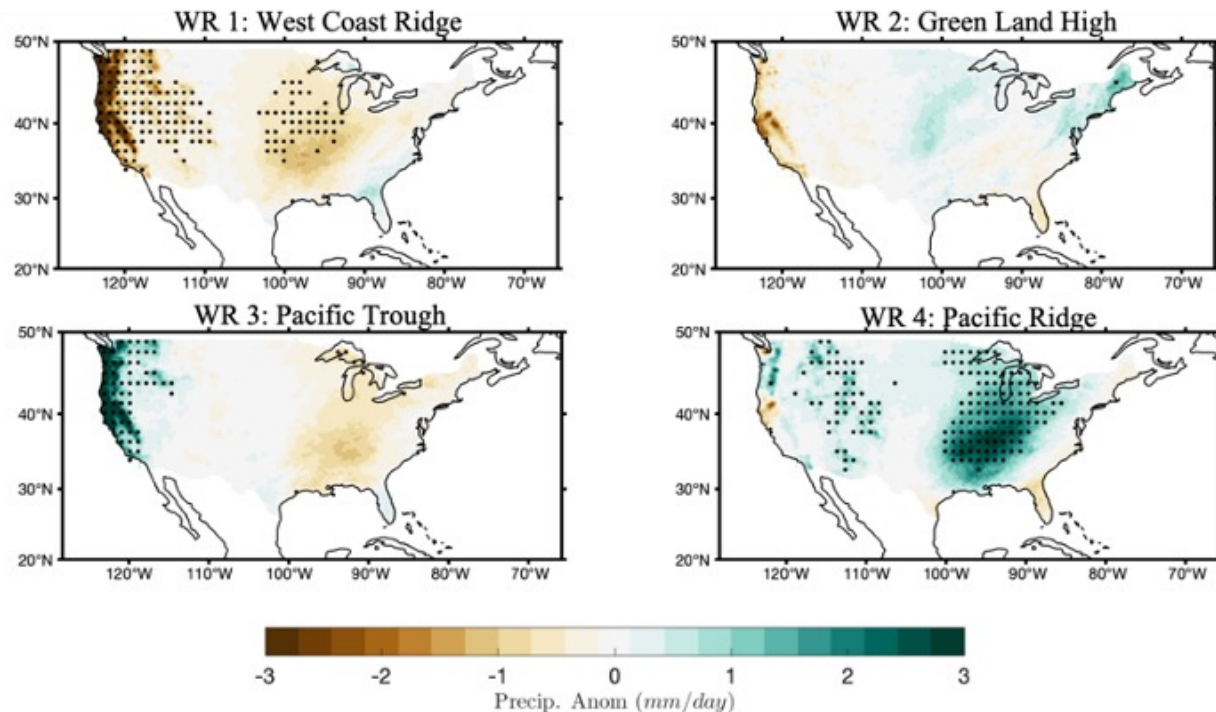 WR 1: West Coast Ridge
WR 2: Green Land High
50°N
40°N
30°N
20°N
120°W 110°W 100°W 90°W 80°W 70°W
50°N
40°N
30°N
20°N
120°W 110°W 100°W 90°W 80°W 70°W
WR 3: Pacific Trough
WR 4: Pacific Ridge
50°N
40°N
30°N
20°N
120°W 110°W 100°W 90°W 80°W 70°W
50°N
40°N
30°N
20°N
120°W 110°W 100°W 90°W 80°W 70°W
-3 -2 -1 0 1 2 3
Precip. Anom (mm/day)